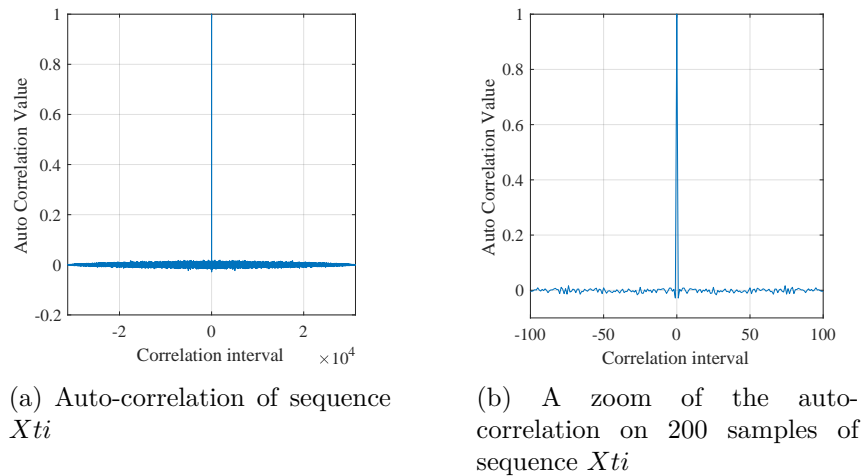 1
0.8
0.6
0.4
0.2
0
-0.2
Auto Correlation Value
-2
0
2
×10^4
Correlation interval
1
0.8
0.6
0.4
0.2
0
Auto Correlation Value
-100
-50
0
50
100
Correlation interval
(a) Auto-correlation of sequence
Xti
(b) A zoom of the auto-
correlation on 200 samples of
sequence Xti